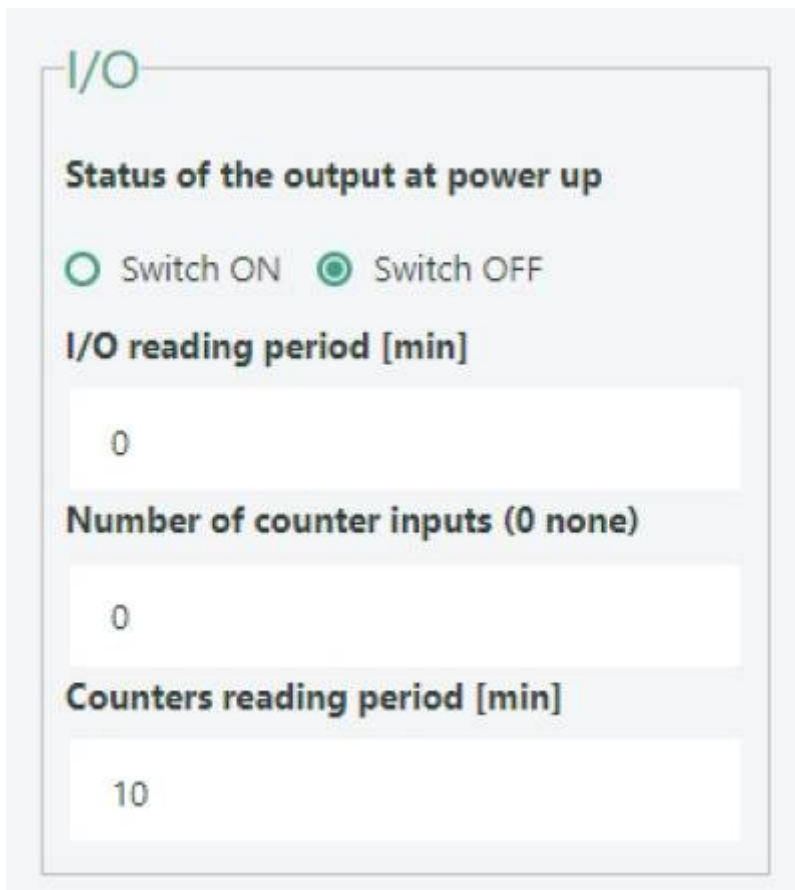 I/O
Status of the output at power up
Switch ON Switch OFF
I/O reading period [min]
0
Number of counter inputs (0 none)
0
Counters reading period [min]
10